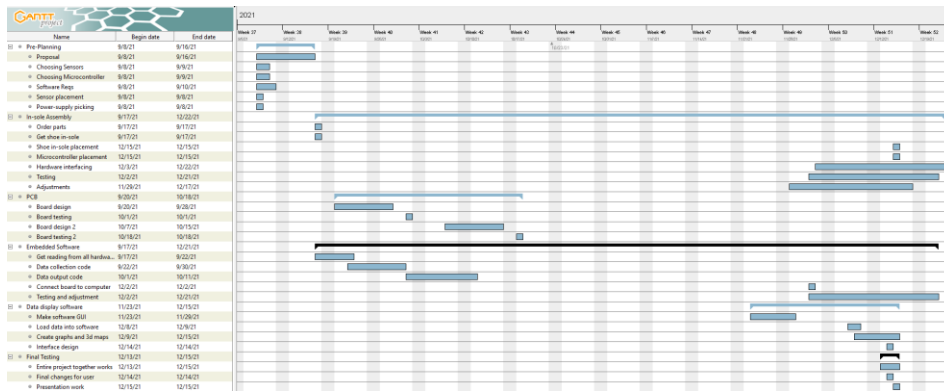 GANTT project
2021
Name Begin date End date
Week 37 Week 38 Week 39 Week 40 Week 41 Week 42 Week 43 Week 44 Week 45 Week 46 Week 47 Week 48 Week 49 Week 50 Week 51 Week 52
Pre-Planning 9/8/21 9/16/21
Proposal 9/8/21 9/16/21
Choosing Sensors 9/8/21 9/9/21
Choosing Microcontroller 9/8/21 9/9/21
Software Reqs 9/8/21 9/10/21
Sensor placement 9/8/21 9/8/21
Power-supply picking 9/8/21 9/8/21
In-sole Assembly 9/17/21 12/22/21
Order parts 9/17/21 9/17/21
Get shoe in-sole 9/17/21 9/17/21
Shoe in-sole placement 12/15/21 12/15/21
Microcontroller placement 12/15/21 12/15/21
Hardware interfacing 12/3/21 12/22/21
Testing 12/2/21 12/21/21
Adjustments 11/29/21 12/17/21
PCB 9/20/21 10/18/21
Board design 9/20/21 9/28/21
Board testing 10/1/21 10/1/21
Board design 2 10/7/21 10/15/21
Board testing 2 10/18/21 10/18/21
Embedded Software 9/17/21 12/21/21
Get reading from all hardwa... 9/17/21 9/22/21
Data collection code 9/22/21 9/30/21
Data output code 10/1/21 10/11/21
Connect board to computer 12/2/21 12/2/21
Testing and adjustment 12/2/21 12/21/21
Data display software 11/23/21 12/15/21
Make software GUI 11/23/21 11/29/21
Load data into software 12/8/21 12/9/21
Create graphs and 3d maps 12/9/21 12/15/21
Interface design 12/14/21 12/14/21
Final Testing 12/13/21 12/15/21
Entire project together works 12/13/21 12/15/21
Final changes for user 12/14/21 12/14/21
Presentation work 12/15/21 12/15/21